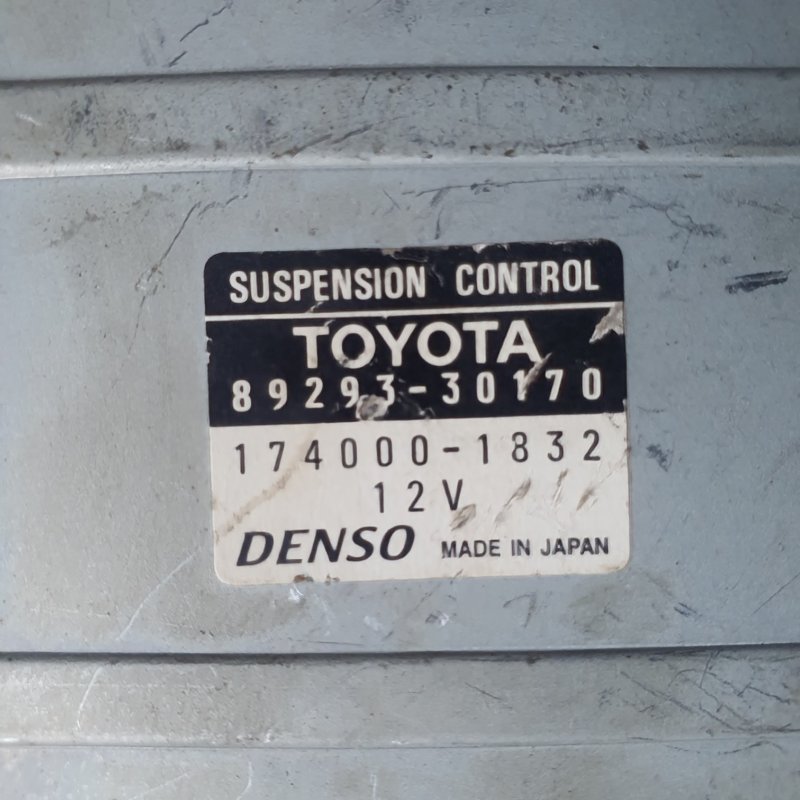 SUSPENSION CONTROL
TOYOTA
89293-30170
174000-1832
12V
DENSO MADE IN JAPAN